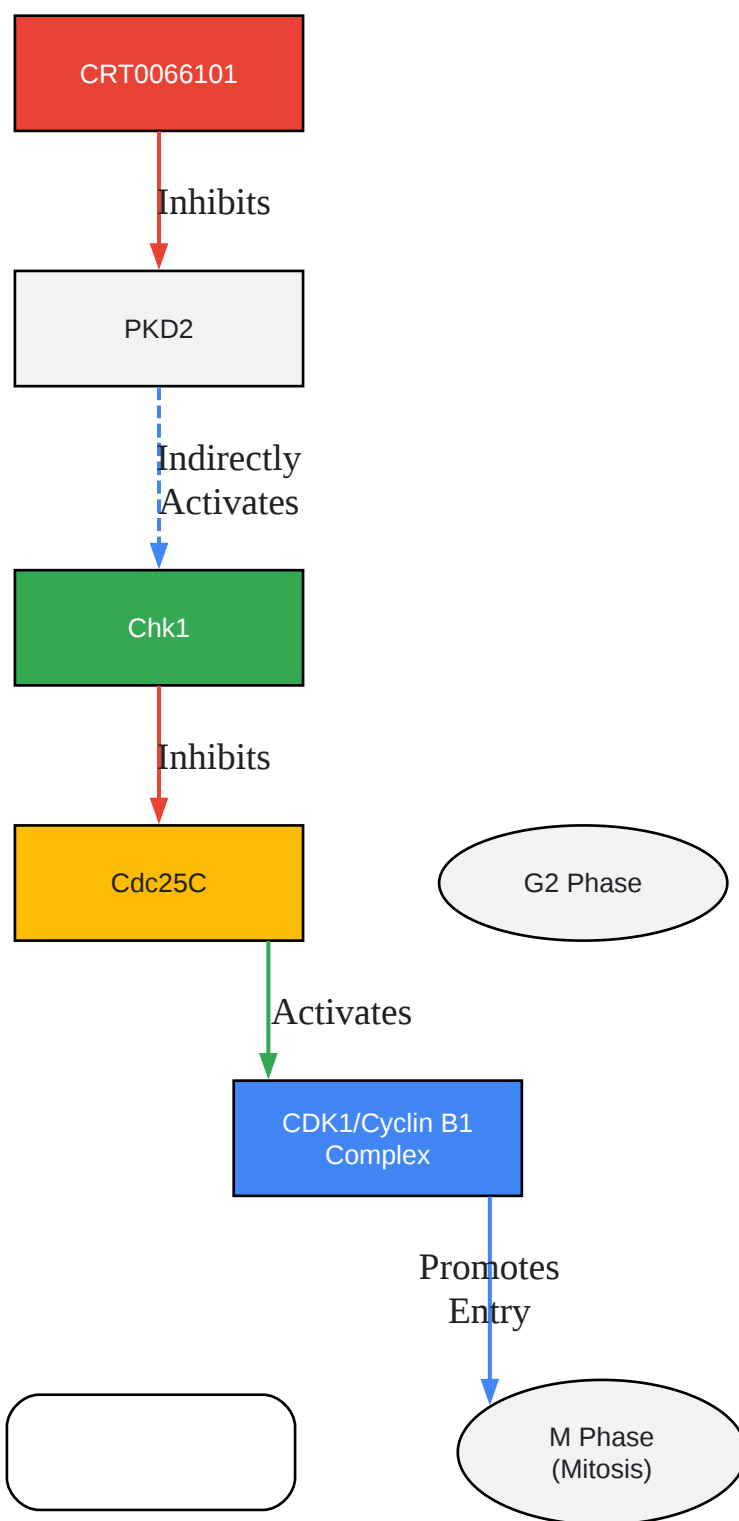 CRT0066101
Inhibits
PKD2
Indirectly
Activates
Chk1
Inhibits
Cdc25C
G2 Phase
Activates
CDK1/Cyclin B1
Complex
Promotes
Entry
M Phase
(Mitosis)